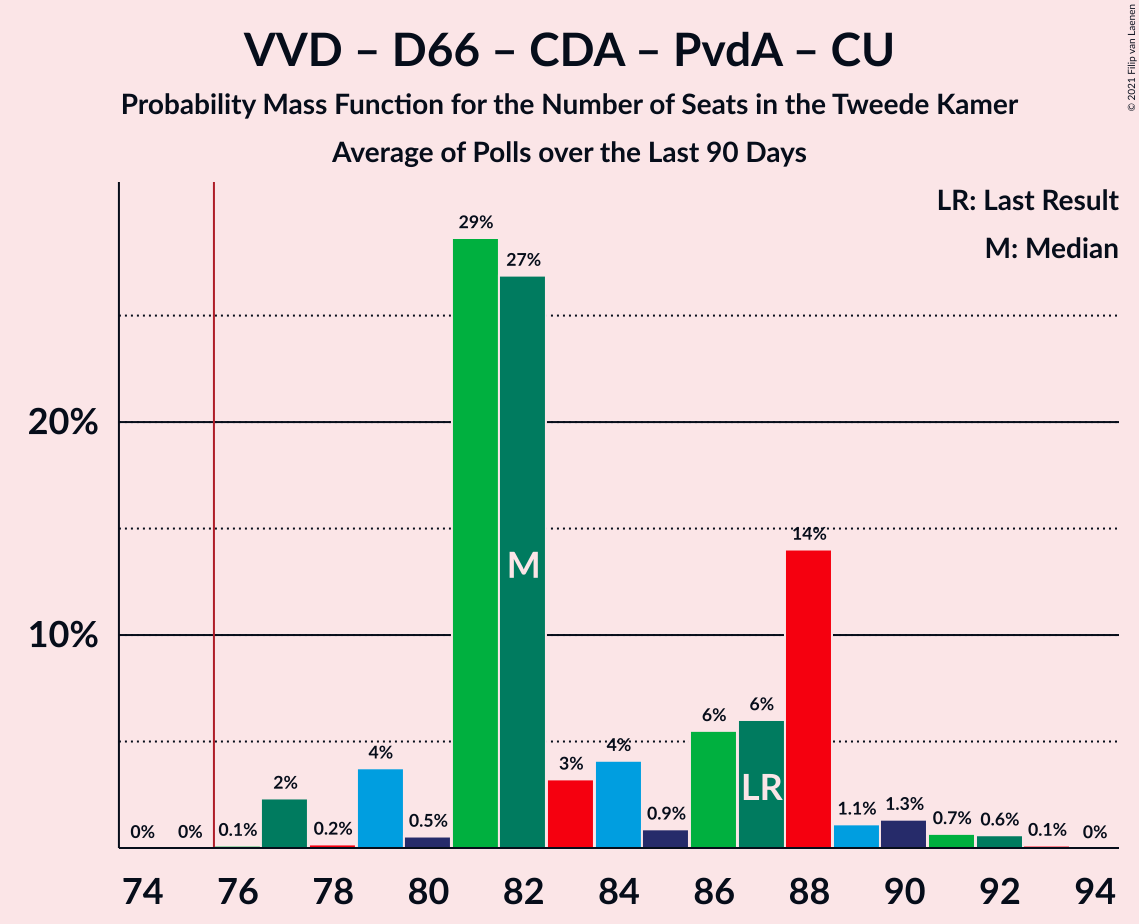 VVD – D66 – CDA – PvdA – CU
Probability Mass Function for the Number of Seats in the Tweede Kamer
Average of Polls over the Last 90 Days
© 2021 Filip van Laenen
LR: Last Result
M: Median
20%
10%
0%
0%
0.1%
2%
0.2%
4%
0.5%
29%
27%
3%
4%
0.9%
6%
6%
14%
1.1%
1.3%
0.7%
0.6%
0.1%
0%
M
LR
74 76 78 80 82 84 86 88 90 92 94